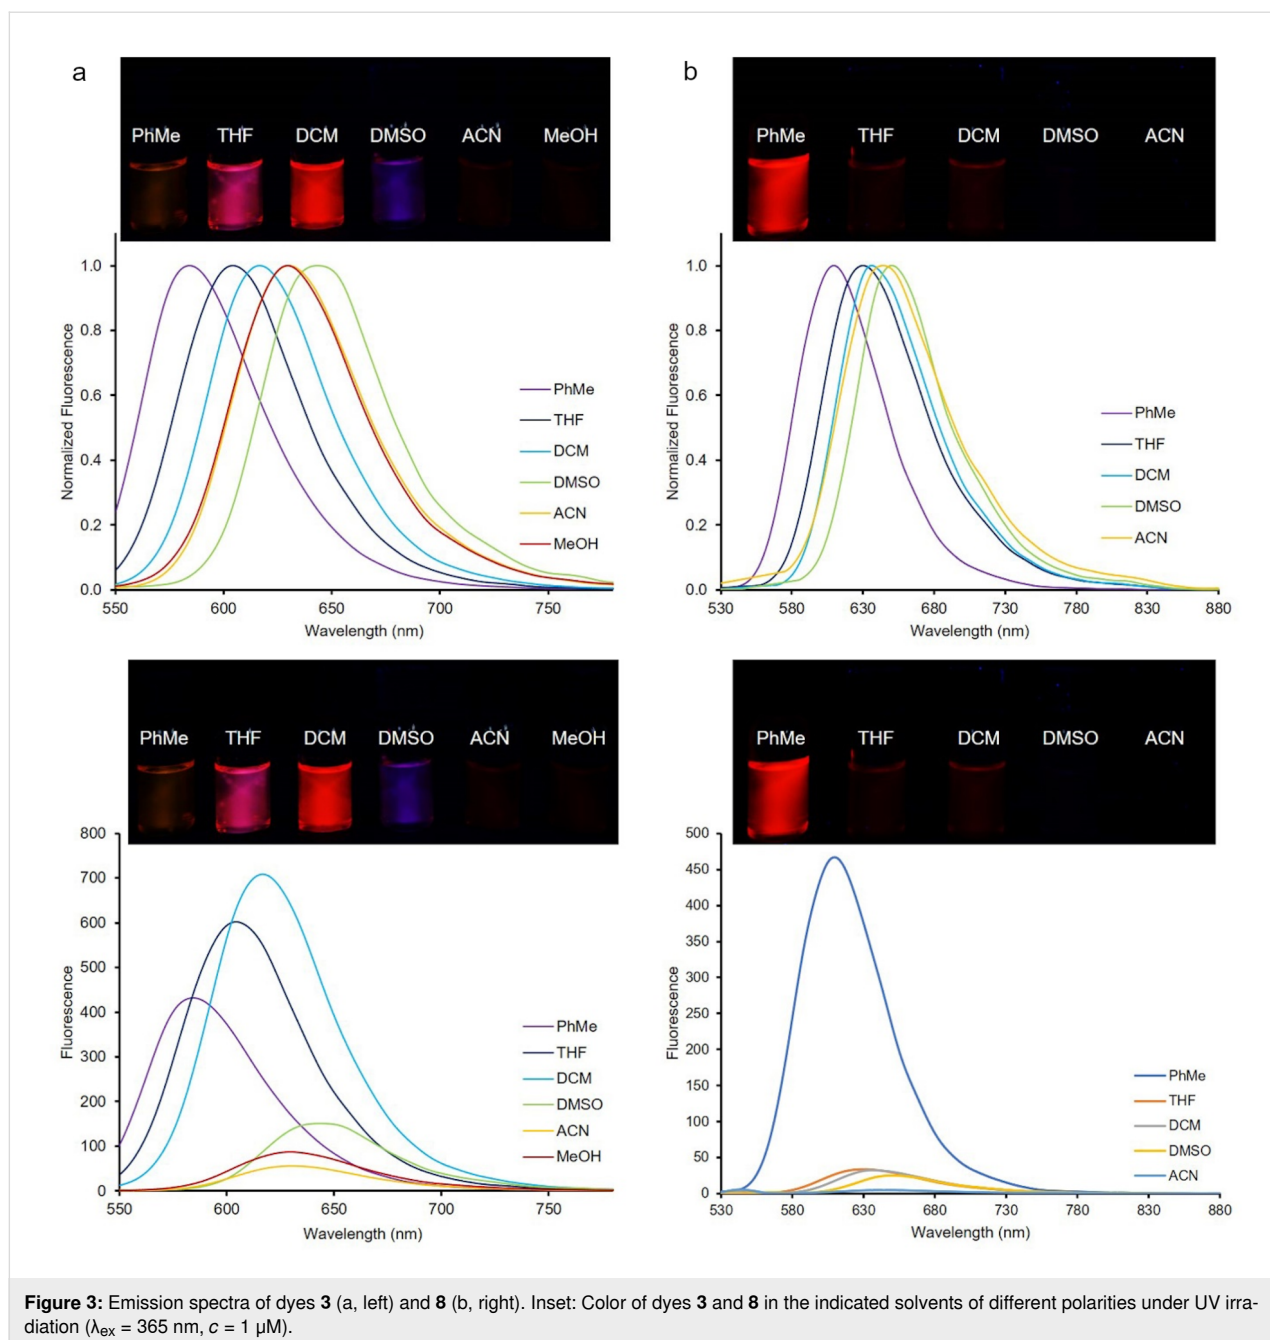 a
PhMe THF DCM DMSO ACN MeOH
1.0
0.8
0.6
0.4
0.2
0.0
Normalized Fluorescence
PhMe
THF
DCM
DMSO
ACN
MeOH
550 600 650 700 750
Wavelength (nm)
b
PhMe THF DCM DMSO ACN
1.0
0.8
0.6
0.4
0.2
0.0
Normalized Fluorescence
PhMe
THF
DCM
DMSO
ACN
530 580 630 680 730 780 830 880
Wavelength (nm)
PhMe THF DCM DMSO ACN MeOH
800
700
600
500
400
300
200
100
0
Fluorescence
PhMe
THF
DCM
DMSO
ACN
MeOH
550 600 650 700 750
Wavelength (nm)
PhMe THF DCM DMSO ACN
500
450
400
350
300
250
200
150
100
50
0
Fluorescence
PhMe
THF
DCM
DMSO
ACN
530 580 630 680 730 780 830 880
Wavelength (nm)
Figure 3: Emission spectra of dyes 3 (a, left) and 8 (b, right). Inset: Color of dyes 3 and 8 in the indicated solvents of different polarities under UV irra-
diation (λex = 365 nm, c = 1 μM).